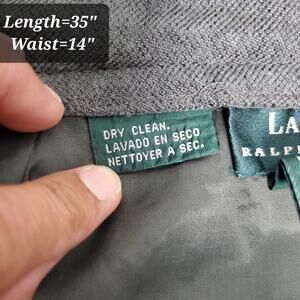 Length=35"
Waist=14"
DRY CLEAN.
LAVADO EN SECO
NETTOYER A SEC.
LA
RALPH